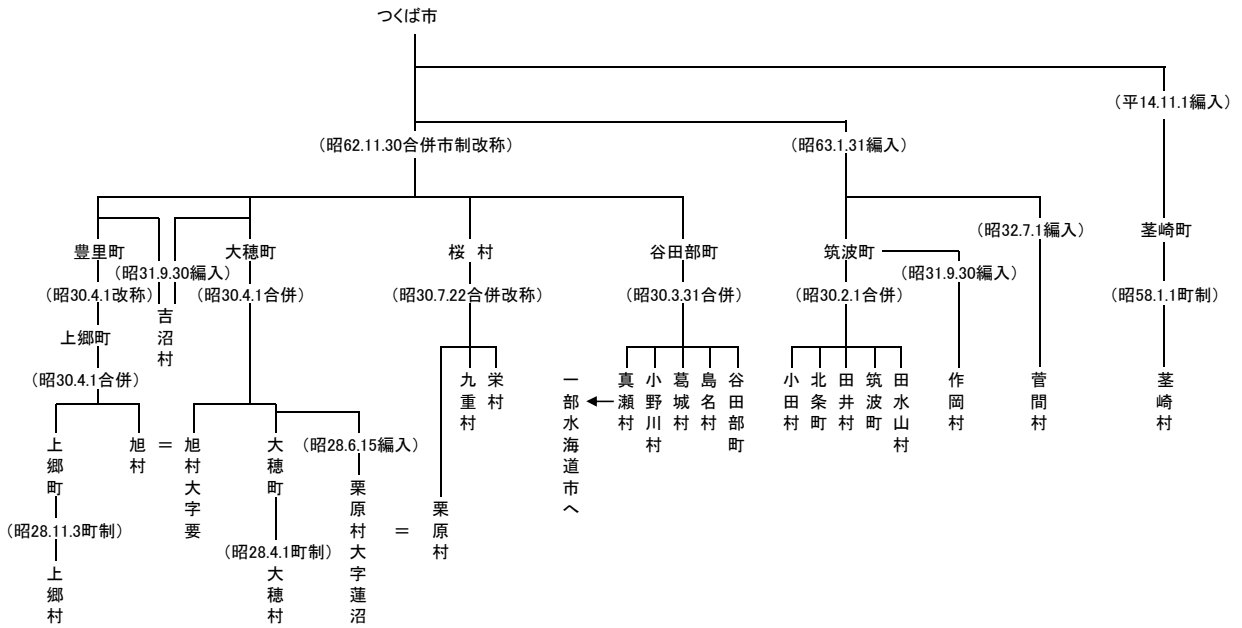 つくば市
（平14.11.1編入）
（昭62.11.30合併市制改称）
（昭63.1.31編入）
豊里町
大穂町
桜　村
谷田部町
筑波町
（昭32.7.1編入）
茎崎町
（昭31.9.30編入）
（昭31.9.30編入）
（昭30.4.1改称）
（昭30.4.1合併）
（昭30.7.22合併改称）
（昭30.3.31合併）
（昭30.2.1合併）
（昭58.1.1町制）
上郷町
吉沼村
（昭30.4.1合併）
九重村
栄村
一部水海道市へ
真瀬村
小野川村
葛城村
島名村
谷田部町
小田村
北条町
田井村
筑波町
田水山村
作岡村
菅間村
茎崎村
上郷町
旭村
＝
旭村大字要
大穂町
（昭28.6.15編入）
栗原村大字蓮沼
＝
栗原村
（昭28.11.3町制）
（昭28.4.1町制）
上郷村
大穂村